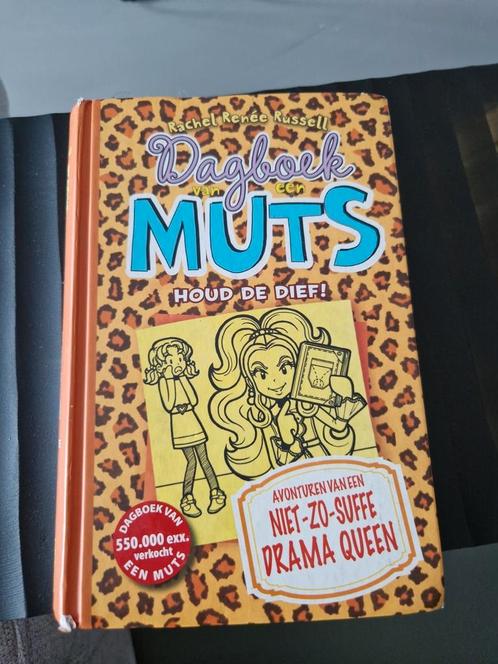 Rachel Renée Russell
Dagboek
van een
MUTS
HOUD DE DIEF!
AVONTUREN VAN EEN
NIET-ZO-SUFFE
DRAMA QUEEN
DAGBOEK VAN
550.000 exx.
verkocht
EEN MUTS